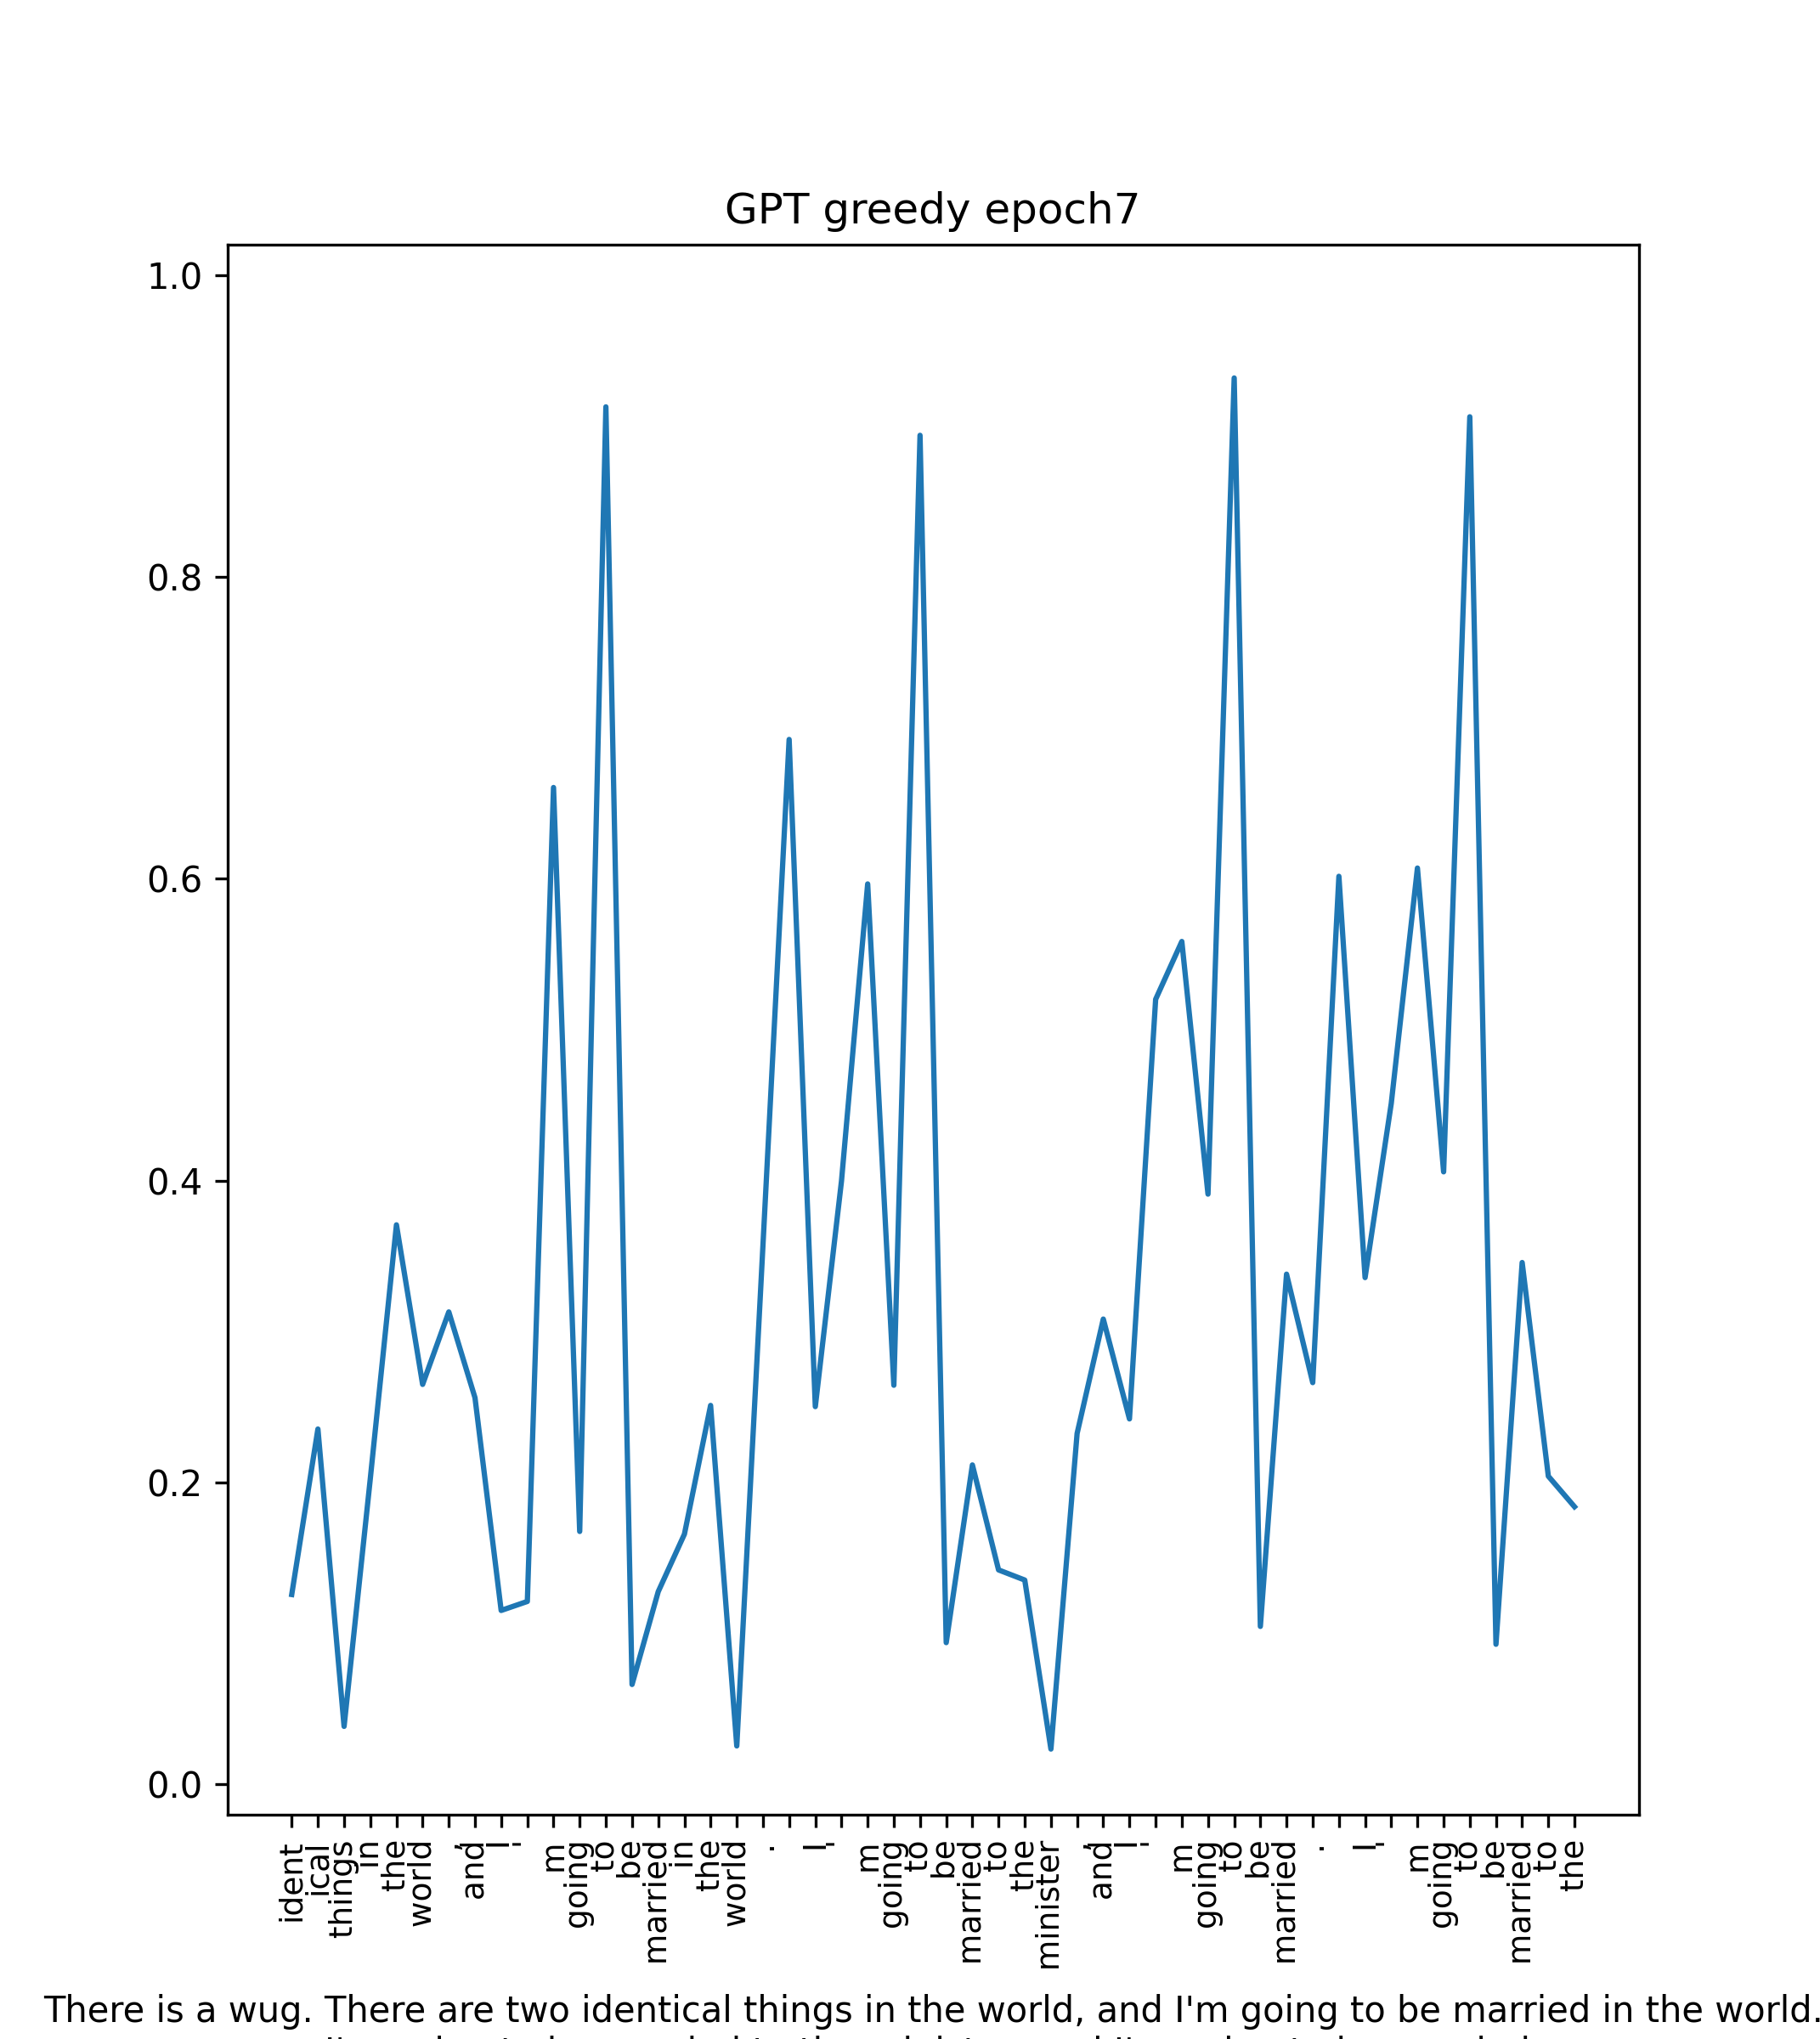 GPT greedy epoch7
1.0
0.8
0.6
0.4
0.2
0.0
ident
ical
things
in
the
world
,
and
I
'
m
going
to
be
married
in
the
world
.
I
'
m
going
to
be
married
to
the
minister
,
and
I
'
m
going
to
be
married
.
I
'
m
going
to
be
married
to
the
There is a wug. There are two identical things in the world, and I'm going to be married in the world.